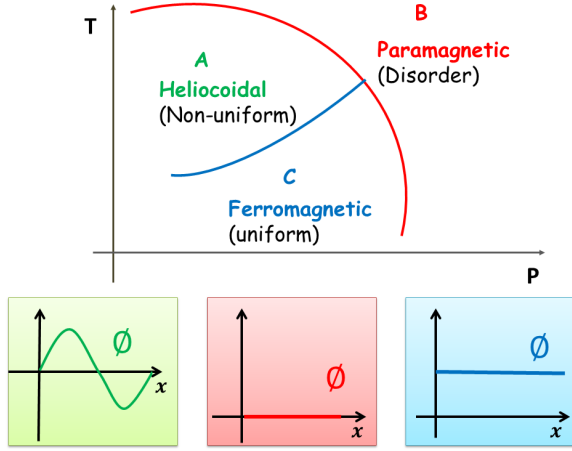 T
B
Paramagnetic
(Disorder)
A
Heliocoidal
(Non-uniform)
C
Ferromagnetic
(uniform)
P
Ø
x
Ø
x
Ø
x